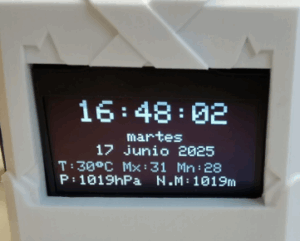 16:48:02
martes
17 junio 2025
T:30ºC Mx:31 Mn:28
P:1019hPa N.M:1019m